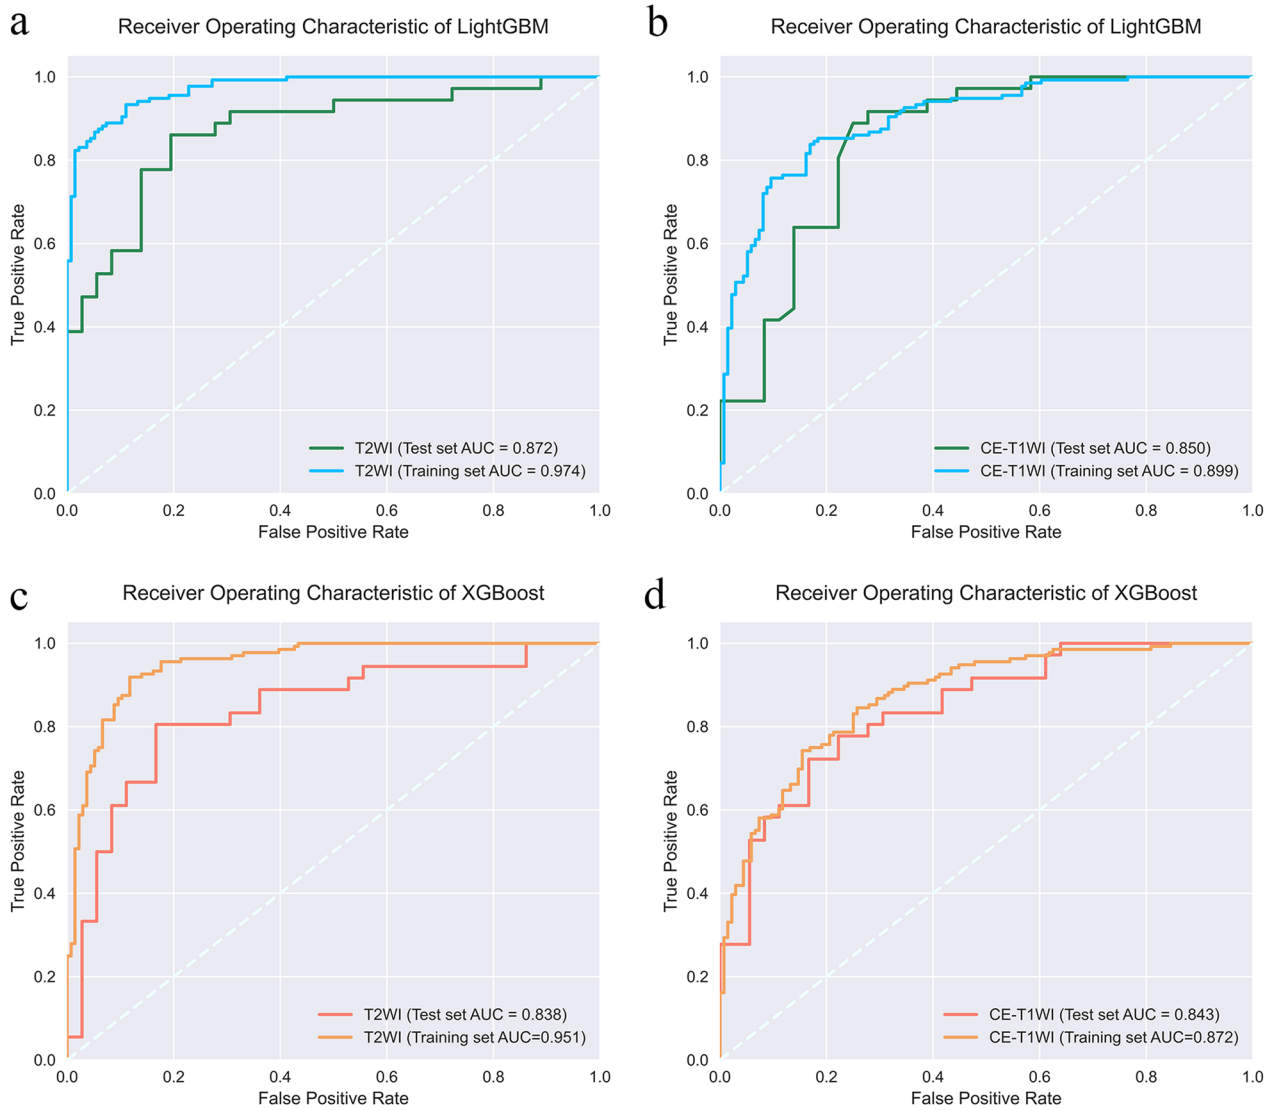 a
Receiver Operating Characteristic of LightGBM
True Positive Rate
1.0
0.8
0.6
0.4
0.2
0.0
T2WI (Test set AUC = 0.872)
T2WI (Training set AUC = 0.974)
0.0 0.2 0.4 0.6 0.8 1.0
False Positive Rate
b
Receiver Operating Characteristic of LightGBM
True Positive Rate
1.0
0.8
0.6
0.4
0.2
0.0
CE-T1WI (Test set AUC = 0.850)
CE-T1WI (Training set AUC = 0.899)
0.0 0.2 0.4 0.6 0.8 1.0
False Positive Rate
c
Receiver Operating Characteristic of XGBoost
True Positive Rate
1.0
0.8
0.6
0.4
0.2
0.0
T2WI (Test set AUC = 0.838)
T2WI (Training set AUC=0.951)
0.0 0.2 0.4 0.6 0.8 1.0
False Positive Rate
d
Receiver Operating Characteristic of XGBoost
True Positive Rate
1.0
0.8
0.6
0.4
0.2
0.0
CE-T1WI (Test set AUC = 0.843)
CE-T1WI (Training set AUC=0.872)
0.0 0.2 0.4 0.6 0.8 1.0
False Positive Rate